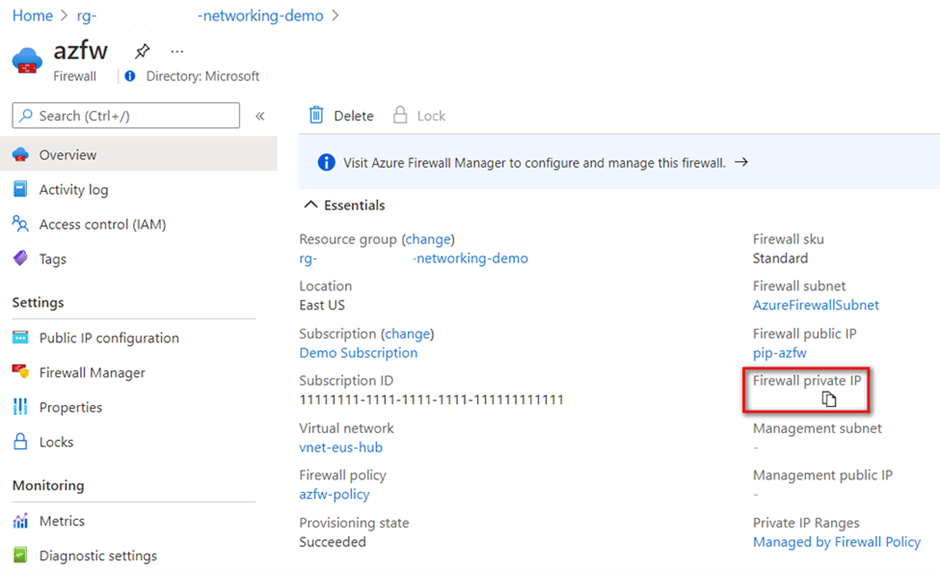 Home > rg- -networking-demo >
azfw ...
Firewall Directory: Microsoft
Search (Ctrl+/) «
Overview
Activity log
Access control (IAM)
Tags
Settings
Public IP configuration
Firewall Manager
Properties
Locks
Monitoring
Metrics
Diagnostic settings
Delete Lock
Visit Azure Firewall Manager to configure and manage this firewall. →
Essentials
Resource group (change)
rg- -networking-demo
Location
East US
Subscription (change)
Demo Subscription
Subscription ID
11111111-1111-1111-1111-111111111111
Virtual network
vnet-eus-hub
Firewall policy
azfw-policy
Provisioning state
Succeeded
Firewall sku
Standard
Firewall subnet
AzureFirewallSubnet
Firewall public IP
pip-azfw
Firewall private IP
Management subnet
-
Management public IP
-
Private IP Ranges
Managed by Firewall Policy